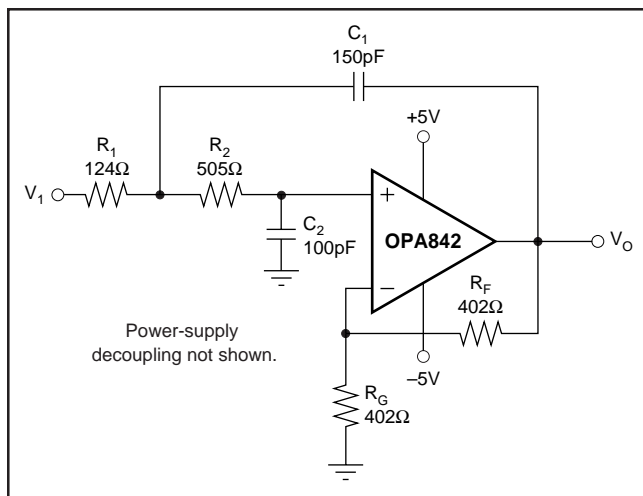 C1
150pF
+5V
R1
124Ω
R2
505Ω
V1
+
C2
100pF
OPA842
VO
−
RF
402Ω
Power-supply
decoupling not shown.
−5V
RG
402Ω